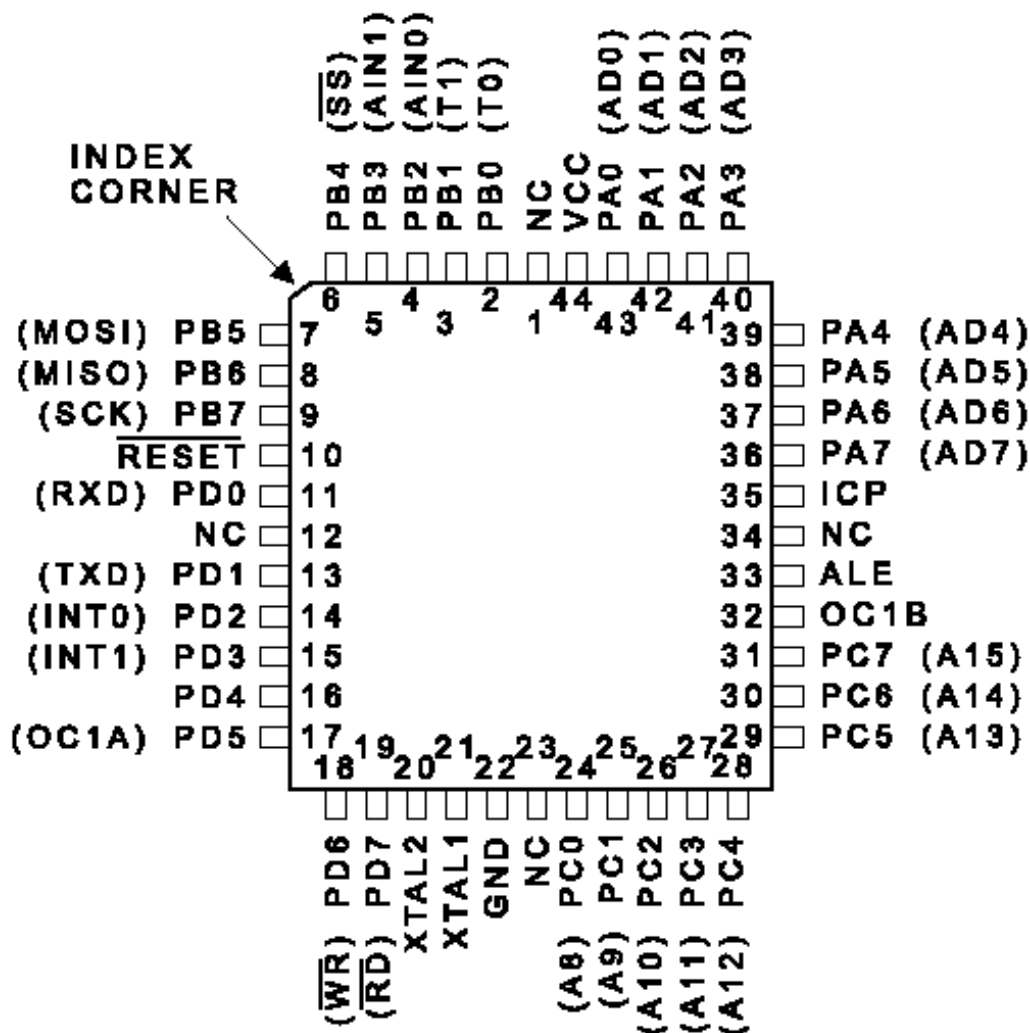 (SS) (AIN1) (AIN0) (T1) (T0) (AD0) (AD1) (AD2) (AD3)
PB4 PB3 PB2 PB1 PB0 NC VCC PA0 PA1 PA2 PA3
INDEX
CORNER
6 5 4 3 2 1 44 43 42 41 40
(MOSI) PB5 7
(MISO) PB6 8
(SCK) PB7 9
RESET 10
(RXD) PD0 11
NC 12
(TXD) PD1 13
(INT0) PD2 14
(INT1) PD3 15
PD4 16
(OC1A) PD5 17
39 PA4 (AD4)
38 PA5 (AD5)
37 PA6 (AD6)
36 PA7 (AD7)
35 ICP
34 NC
33 ALE
32 OC1B
31 PC7 (A15)
30 PC6 (A14)
29 PC5 (A13)
18 19 20 21 22 23 24 25 26 27 28
PD6 PD7 XTAL2 XTAL1 GND NC PC0 PC1 PC2 PC3 PC4
(WR) (RD) (A8) (A9) (A10) (A11) (A12)